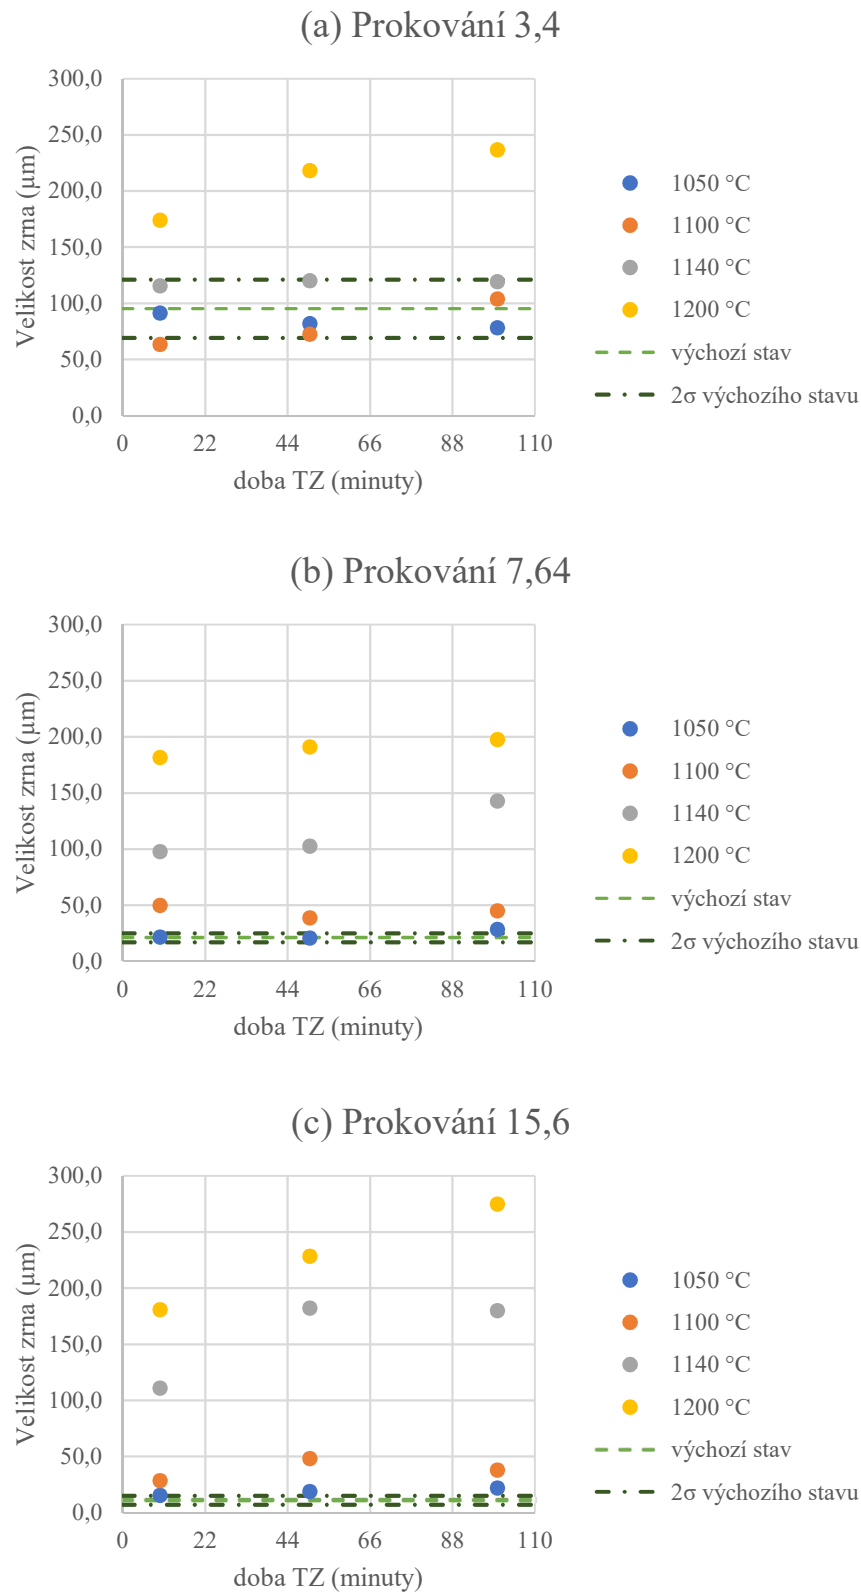 (a) Prokování 3,4
300,0
250,0
200,0
150,0
100,0
50,0
0,0
Velikost zrna (μm)
0 22 44 66 88 110
doba TZ (minuty)
1050 °C
1100 °C
1140 °C
1200 °C
výchozí stav
2σ výchozího stavu
(b) Prokování 7,64
300,0
250,0
200,0
150,0
100,0
50,0
0,0
Velikost zrna (μm)
0 22 44 66 88 110
doba TZ (minuty)
1050 °C
1100 °C
1140 °C
1200 °C
výchozí stav
2σ výchozího stavu
(c) Prokování 15,6
300,0
250,0
200,0
150,0
100,0
50,0
0,0
Velikost zrna (μm)
0 22 44 66 88 110
doba TZ (minuty)
1050 °C
1100 °C
1140 °C
1200 °C
výchozí stav
2σ výchozího stavu